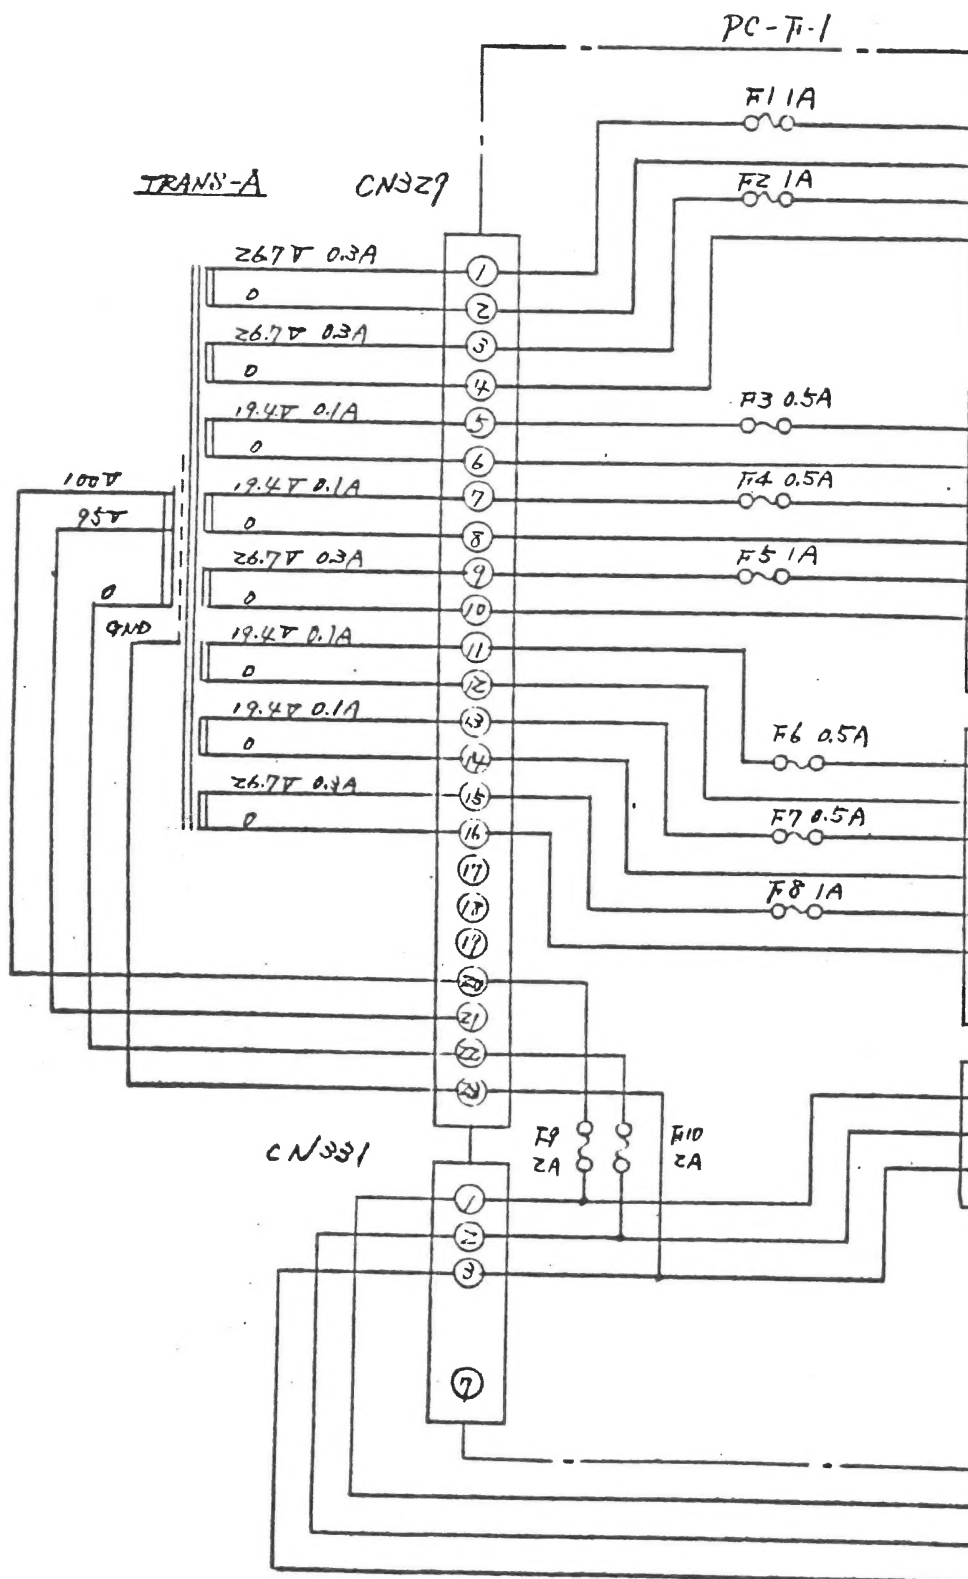 PC-F-1
F1 1A
TRANS-A
CN329
F2 1A
26.7V 0.3A
1
0
2
26.7V 0.3A
3
0
4
F3 0.5A
19.4V 0.1A
5
0
6
100V
19.4V 0.1A
7
F4 0.5A
95V
0
8
26.7V 0.3A
9
F5 1A
0
0
10
GND
19.4V 0.1A
11
0
12
19.4V 0.1A
13
F6 0.5A
0
14
26.7V 0.3A
15
F7 0.5A
0
16
17
F8 1A
18
19
20
21
22
23
CN331
F9
2A
F10
2A
1
2
3
7